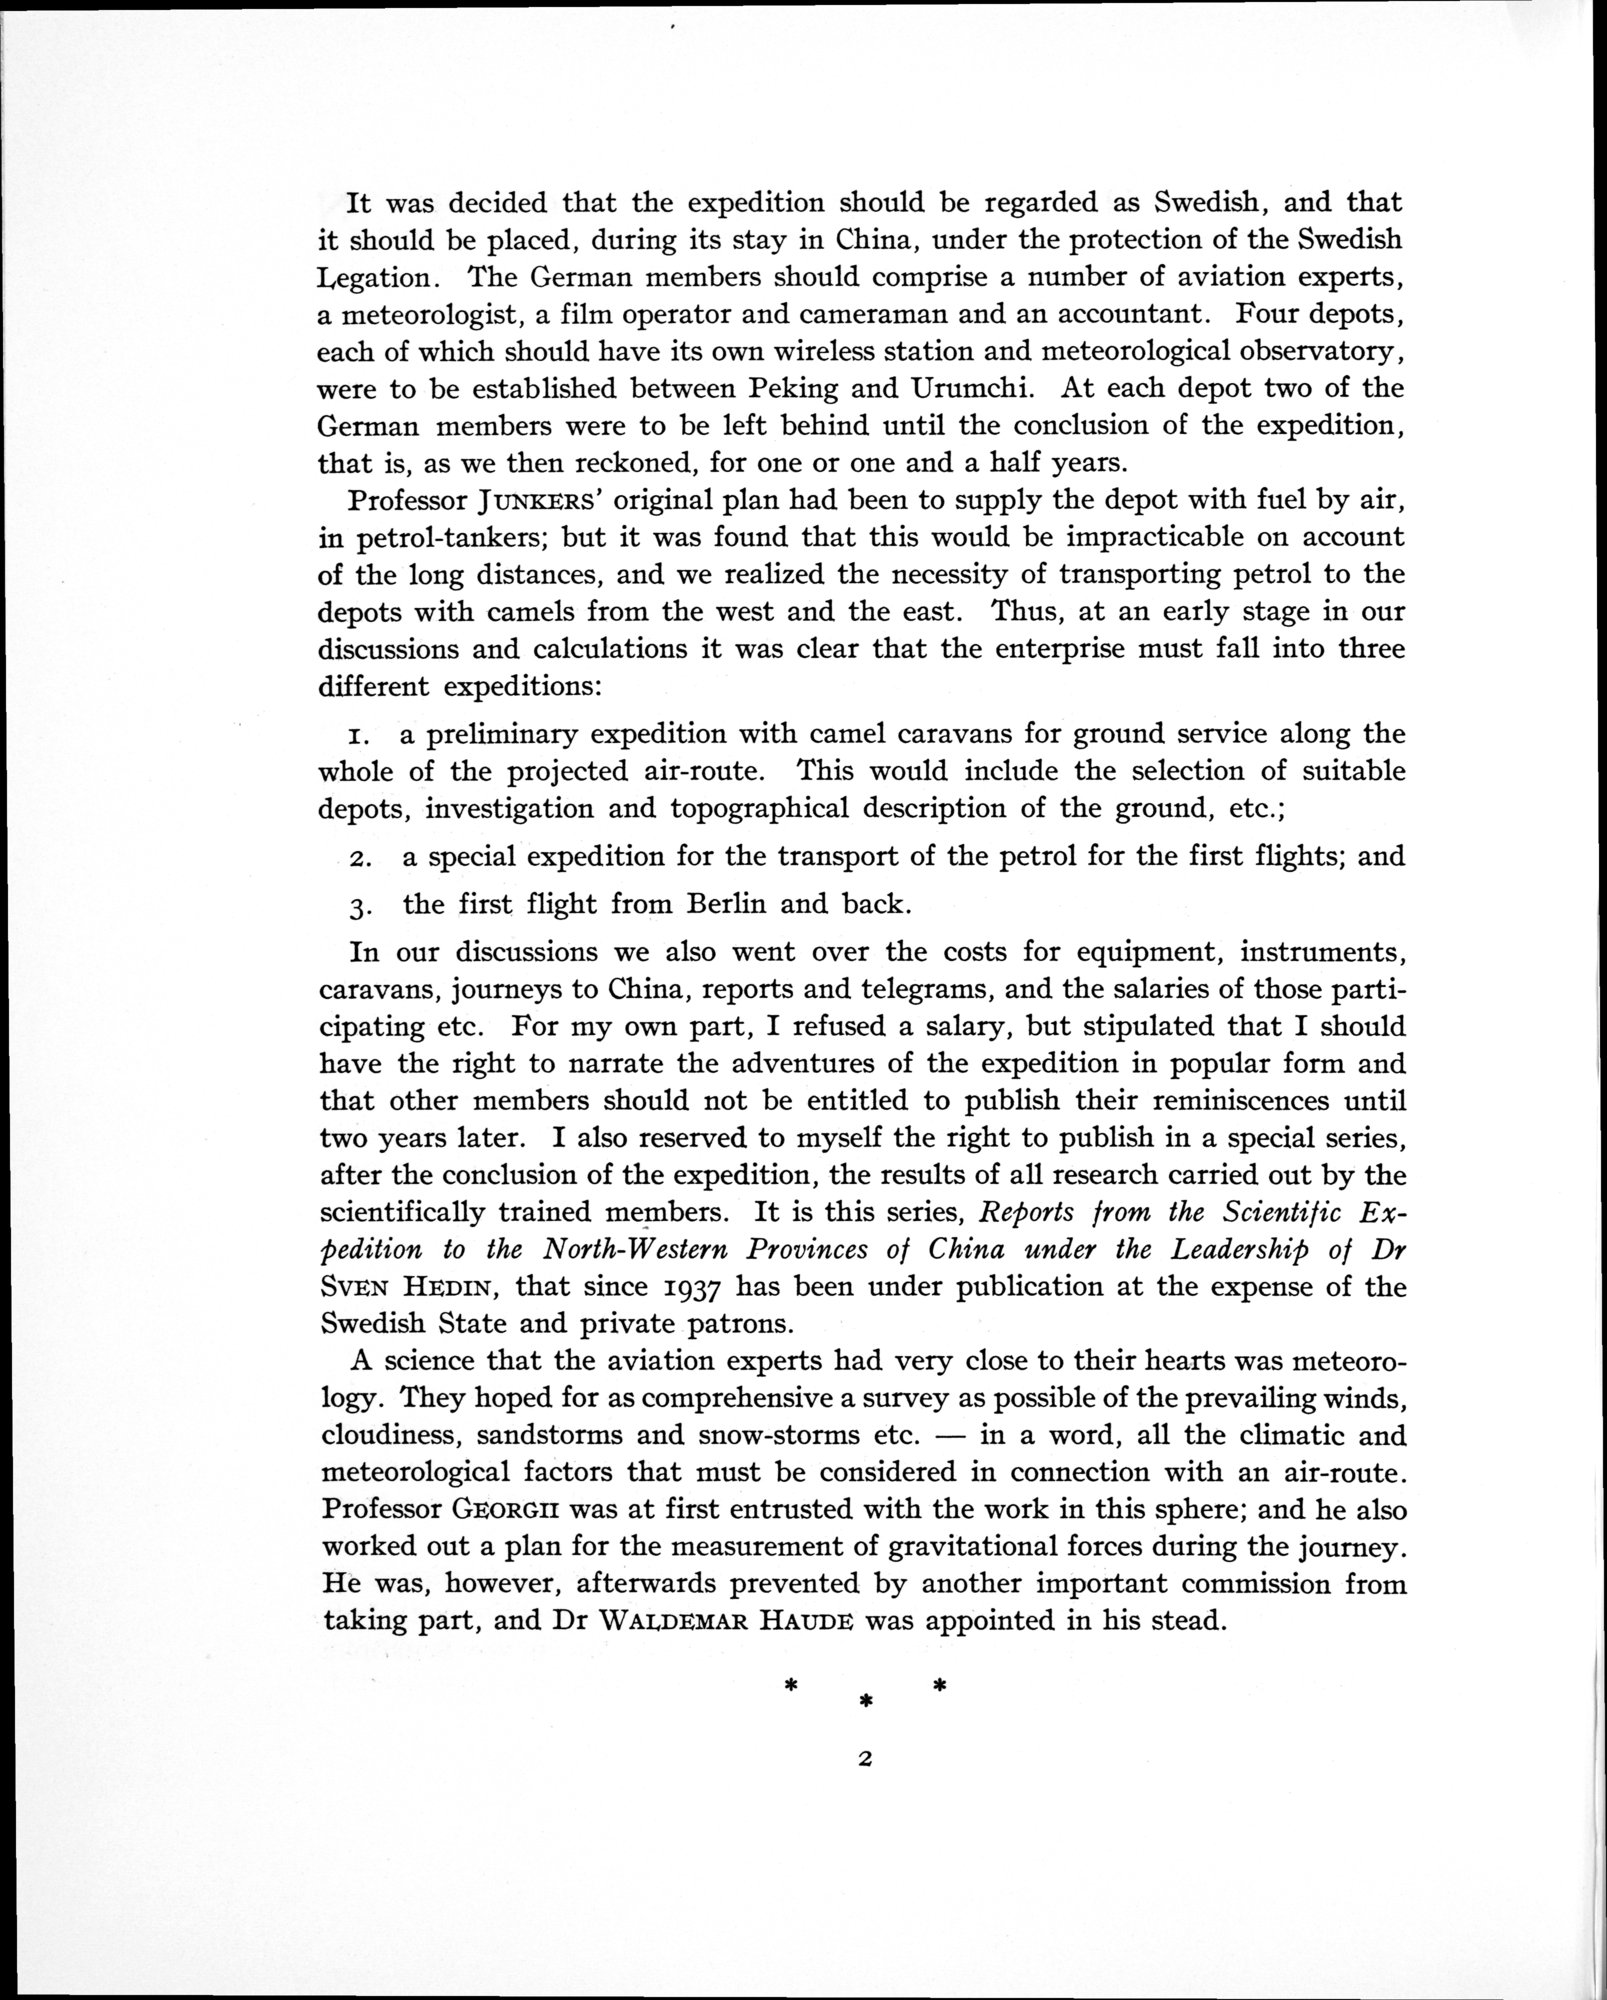 It was decided that the expedition should be regarded as Swedish, and that
it should be placed, during its stay in China, under the protection of the Swedish
Legation. The German members should comprise a number of aviation experts,
a meteorologist, a film operator and cameraman and an accountant. Four depots,
each of which should have its own wireless station and meteorological observatory,
were to be established between Peking and Urumchi. At each depot two of the
German members were to be left behind until the conclusion of the expedition,
that is, as we then reckoned, for one or one and a half years.
Professor JUNKERS' original plan had been to supply the depot with fuel by air,
in petrol-tankers; but it was found that this would be impracticable on account
of the long distances, and we realized the necessity of transporting petrol to the
depots with camels from the west and the east. Thus, at an early stage in our
discussions and calculations it was clear that the enterprise must fall into three
different expeditions:
1. a preliminary expedition with camel caravans for ground service along the
whole of the projected air-route. This would include the selection of suitable
depots, investigation and topographical description of the ground, etc.;
2. a special expedition for the transport of the petrol for the first flights; and
3. the first flight from Berlin and back.
In our discussions we also went over the costs for equipment, instruments,
caravans, journeys to China, reports and telegrams, and the salaries of those parti-
cipating etc. For my own part, I refused a salary, but stipulated that I should
have the right to narrate the adventures of the expedition in popular form and
that other members should not be entitled to publish their reminiscences until
two years later. I also reserved to myself the right to publish in a special series,
after the conclusion of the expedition, the results of all research carried out by the
scientifically trained members. It is this series, Reports from the Scientific Ex-
pedition to the North-Western Provinces of China under the Leadership of Dr
SVEN HEDIN, that since 1937 has been under publication at the expense of the
Swedish State and private patrons.
A science that the aviation experts had very close to their hearts was meteoro-
logy. They hoped for as comprehensive a survey as possible of the prevailing winds,
cloudiness, sandstorms and snow-storms etc. — in a word, all the climatic and
meteorological factors that must be considered in connection with an air-route.
Professor GEORGII was at first entrusted with the work in this sphere; and he also
worked out a plan for the measurement of gravitational forces during the journey.
He was, however, afterwards prevented by another important commission from
taking part, and Dr WALDEMAR HAUDE was appointed in his stead.
* * *
2